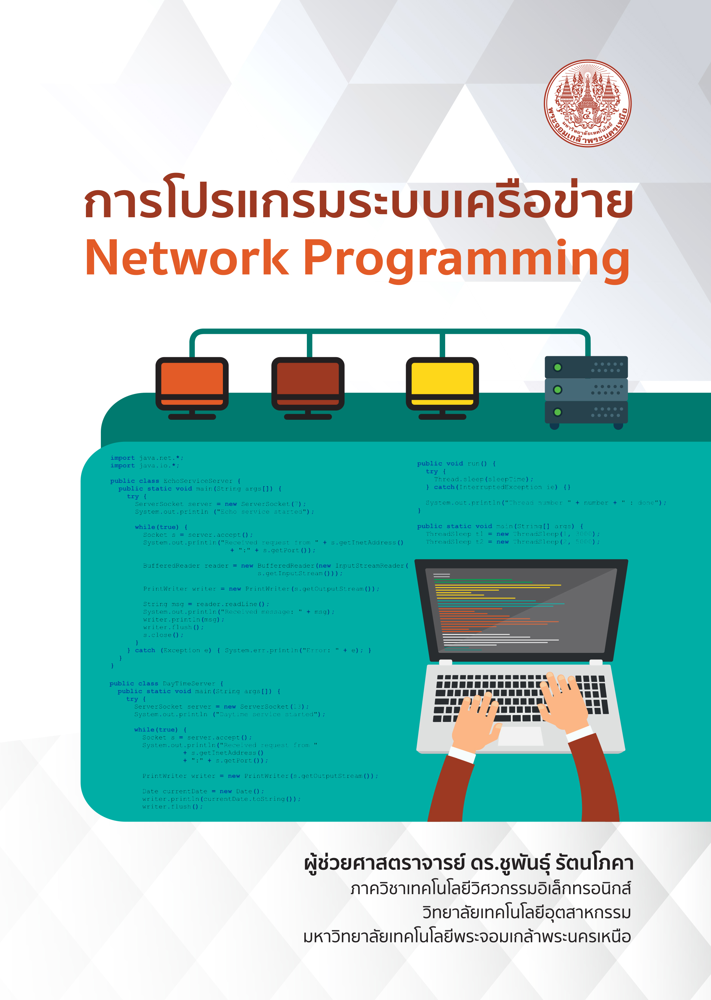 มหาวิทยาลัยเทคโนโลยี
พระจอมเกล้าพระนครเหนือ
การโปรแกรมระบบเครือข่าย
Network Programming
import java.net.*;
import java.io.*;
public class EchoServiceServer {
public static void main(String args[]) {
try {
ServerSocket server = new ServerSocket(7);
System.out.println ("Echo service started");
while(true) {
Socket s = server.accept();
System.out.println("Received request from " + s.getInetAddress()
+ ":" + s.getPort());
BufferedReader reader = new BufferedReader(new InputStreamReader(
s.getInputStream()));
PrintWriter writer = new PrintWriter(s.getOutputStream());
String msg = reader.readLine();
System.out.println("Received message: " + msg);
writer.println(msg);
writer.flush();
s.close();
}
} catch (Exception e) { System.err.println("Error: " + e); }
}
}
public class DayTimeServer {
public static void main(String args[]) {
try {
ServerSocket server = new ServerSocket(13);
System.out.println ("Daytime service started");
while(true) {
Socket s = server.accept();
System.out.println("Received request from "
+ s.getInetAddress()
+ ":" + s.getPort());
PrintWriter writer = new PrintWriter(s.getOutputStream());
Date currentDate = new Date();
writer.println(currentDate.toString());
writer.flush();
public void run() {
try {
Thread.sleep(sleepTime);
} catch(InterruptedException ie) {}
System.out.println("Thread number " + number + " : done");
}
public static void main(String[] args) {
ThreadSleep t1 = new ThreadSleep(1, 3000);
ThreadSleep t2 = new ThreadSleep(2, 5000);
ผู้ช่วยศาสตราจารย์ ดร.ชูพันธุ์ รัตนโภคา
ภาควิชาเทคโนโลยีวิศวกรรมอิเล็กทรอนิกส์
วิทยาลัยเทคโนโลยีอุตสาหกรรม
มหาวิทยาลัยเทคโนโลยีพระจอมเกล้าพระนครเหนือ